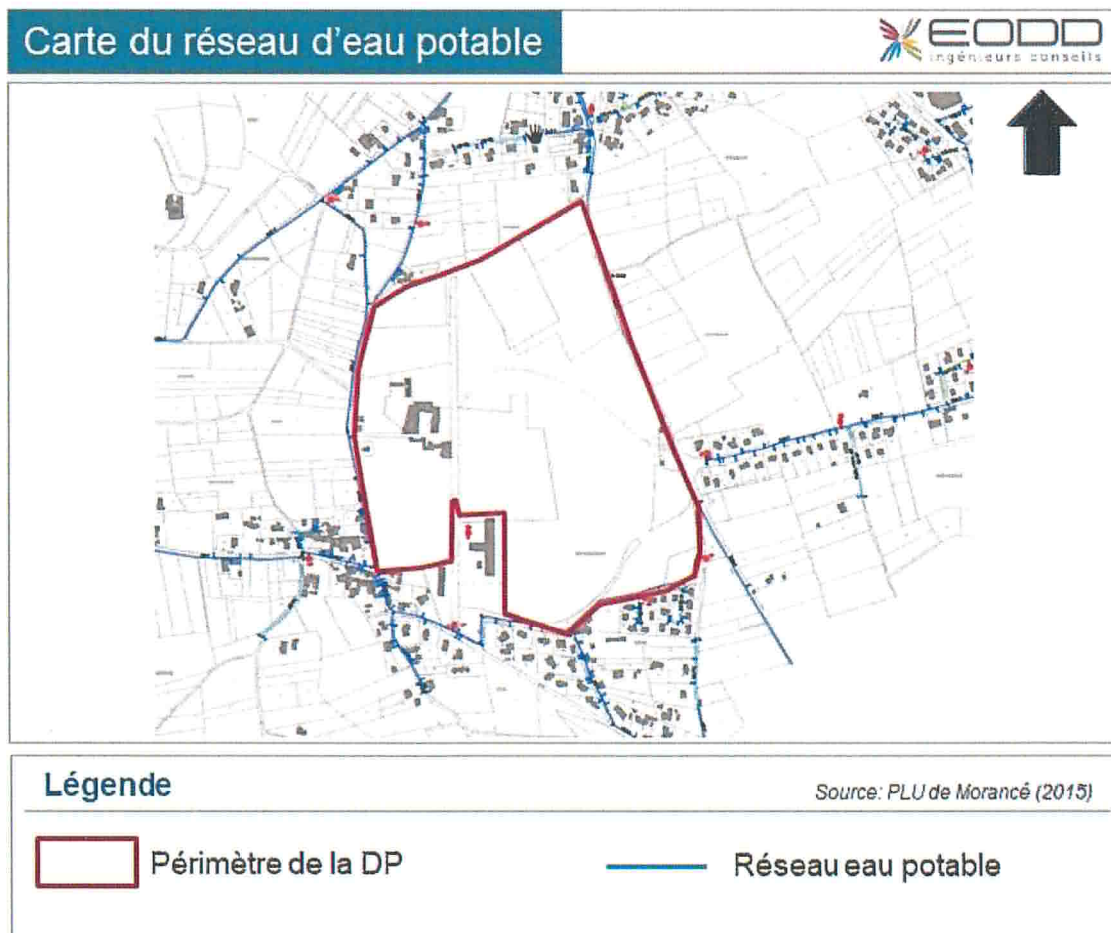 Carte du réseau d'eau potable
EODD
ingénieurs conseils
Légende
Source: PLU de Morancé (2015)
Périmètre de la DP
Réseau eau potable